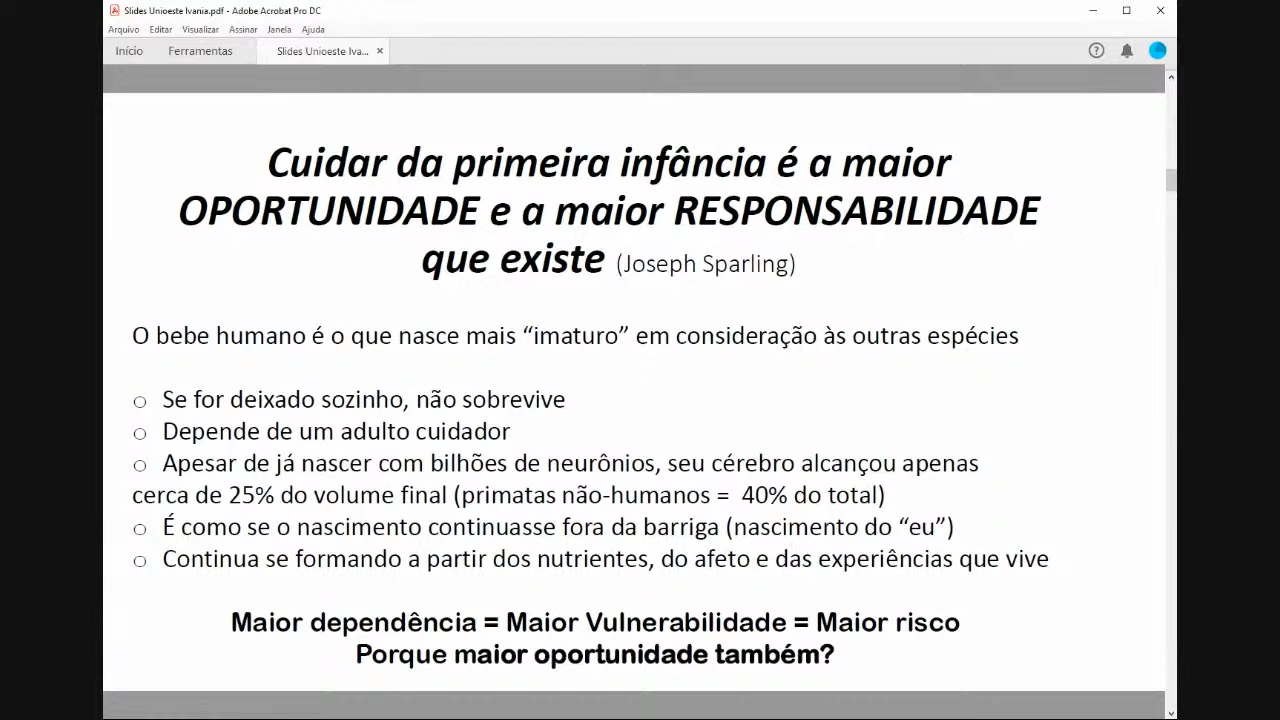 Slides Unioeste Ivania.pdf - Adobe Acrobat Pro DC
Arquivo Editar Visualizar Assinar Janela Ajuda
Início Ferramentas Slides Unioeste Iva... ×
Cuidar da primeira infância é a maior
OPORTUNIDADE e a maior RESPONSABILIDADE
que existe (Joseph Sparling)
O bebe humano é o que nasce mais “imaturo” em consideração às outras espécies
o Se for deixado sozinho, não sobrevive
o Depende de um adulto cuidador
o Apesar de já nascer com bilhões de neurônios, seu cérebro alcançou apenas
cerca de 25% do volume final (primatas não-humanos = 40% do total)
o É como se o nascimento continuasse fora da barriga (nascimento do “eu”)
o Continua se formando a partir dos nutrientes, do afeto e das experiências que vive
Maior dependência = Maior Vulnerabilidade = Maior risco
Porque maior oportunidade também?